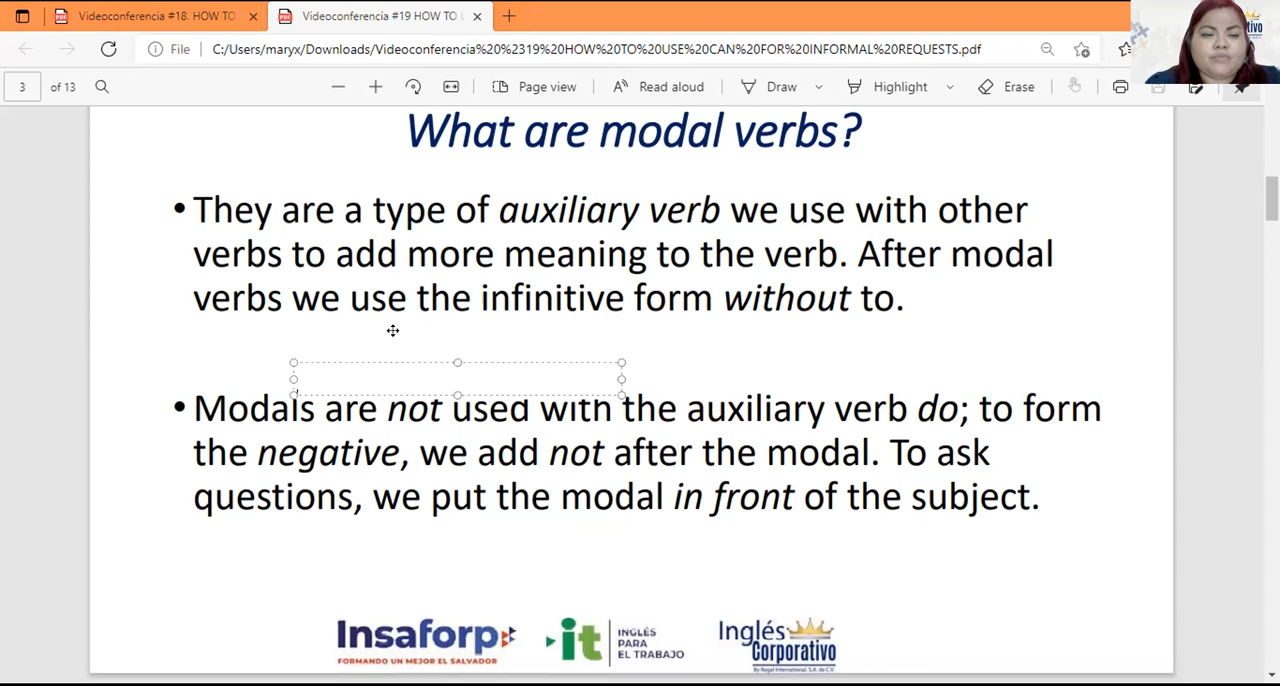 Videoconferencia #18. HOW TO
Videoconferencia #19 HOW TO
File
C:/Users/maryx/Downloads/Videoconferencia%20%2319%20HOW%20TO%20USE%20CAN%20FOR%20INFORMAL%20REQUESTS.pdf
3 of 13
Page view
Read aloud
Draw
Highlight
Erase
What are modal verbs?
• They are a type of auxiliary verb we use with other
verbs to add more meaning to the verb. After modal
verbs we use the infinitive form without to.
• Modals are not used with the auxiliary verb do; to form
the negative, we add not after the modal. To ask
questions, we put the modal in front of the subject.
Insaforp
FORMANDO UN MEJOR EL SALVADOR
it
INGLÉS
PARA
EL TRABAJO
Inglés
Corporativo
By Regal International, S.A. de C.V.